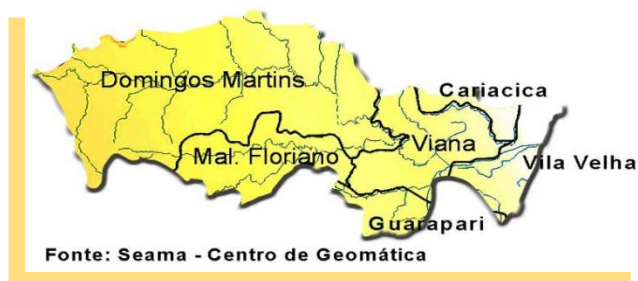 Domingos Martins
Cariacica
Mal. Floriano
Viana
Vila Velha
Guarapari
Fonte: Seama - Centro de Geomática